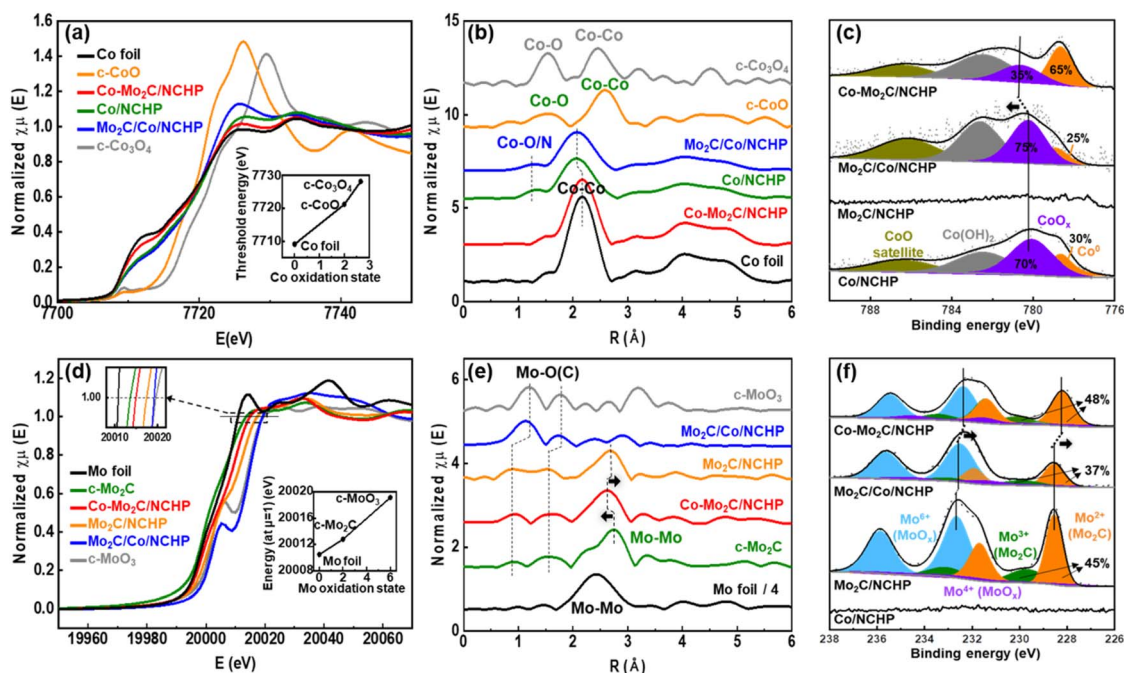 (a)
Normalized χμ (E)
1.6
1.4
1.2
1.0
0.8
0.6
0.4
0.2
0.0
Co foil
c-CoO
Co-Mo₂C/NCHP
Co/NCHP
Mo₂C/Co/NCHP
c-Co₃O₄
Threshold energy (eV)
7730
7720
7710
c-Co₃O₄
c-CoO
Co foil
0 1 2 3
Co oxidation state
7700 7720 7740
E(eV)
(b)
Normalized χμ (E)
15
10
5
0
Co-O
Co-Co
c-Co₃O₄
Co-Co
Co-O
c-CoO
Co-O/N
Mo₂C/Co/NCHP
Co/NCHP
Co-Co
Co-Mo₂C/NCHP
Co foil
0 1 2 3 4 5 6
R (Å)
(c)
65%
35%
Co-Mo₂C/NCHP
25%
75%
Mo₂C/Co/NCHP
Mo₂C/NCHP
CoOₓ
CoO
satellite
Co(OH)₂
30%
Co⁰
70%
Co/NCHP
788 784 780 776
Binding energy (eV)
(d)
Normalized χμ (E)
1.2
1.0
0.8
0.6
0.4
0.2
0.0
1.00
20010 20020
Mo foil
c-Mo₂C
Co-Mo₂C/NCHP
Mo₂C/NCHP
Mo₂C/Co/NCHP
c-MoO₃
Energy (at μ=1) (eV)
20020
20016
20012
20008
c-MoO₃
c-Mo₂C
Mo foil
0 2 4 6
Mo oxidation state
19960 19980 20000 20020 20040 20060
E (eV)
(e)
Normalized χμ (E)
6
4
2
0
Mo-O(C)
c-MoO₃
Mo₂C/Co/NCHP
Mo₂C/NCHP
Co-Mo₂C/NCHP
Mo-Mo
c-Mo₂C
Mo foil / 4
Mo-Mo
0 1 2 3 4 5 6
R (Å)
(f)
48%
Co-Mo₂C/NCHP
37%
Mo₂C/Co/NCHP
Mo⁶⁺
(MoOₓ)
Mo³⁺
(Mo₂C)
Mo²⁺
(Mo₂C)
45%
Mo⁴⁺ (MoOₓ)
Mo₂C/NCHP
Co/NCHP
238 236 234 232 230 228 226
Binding energy (eV)